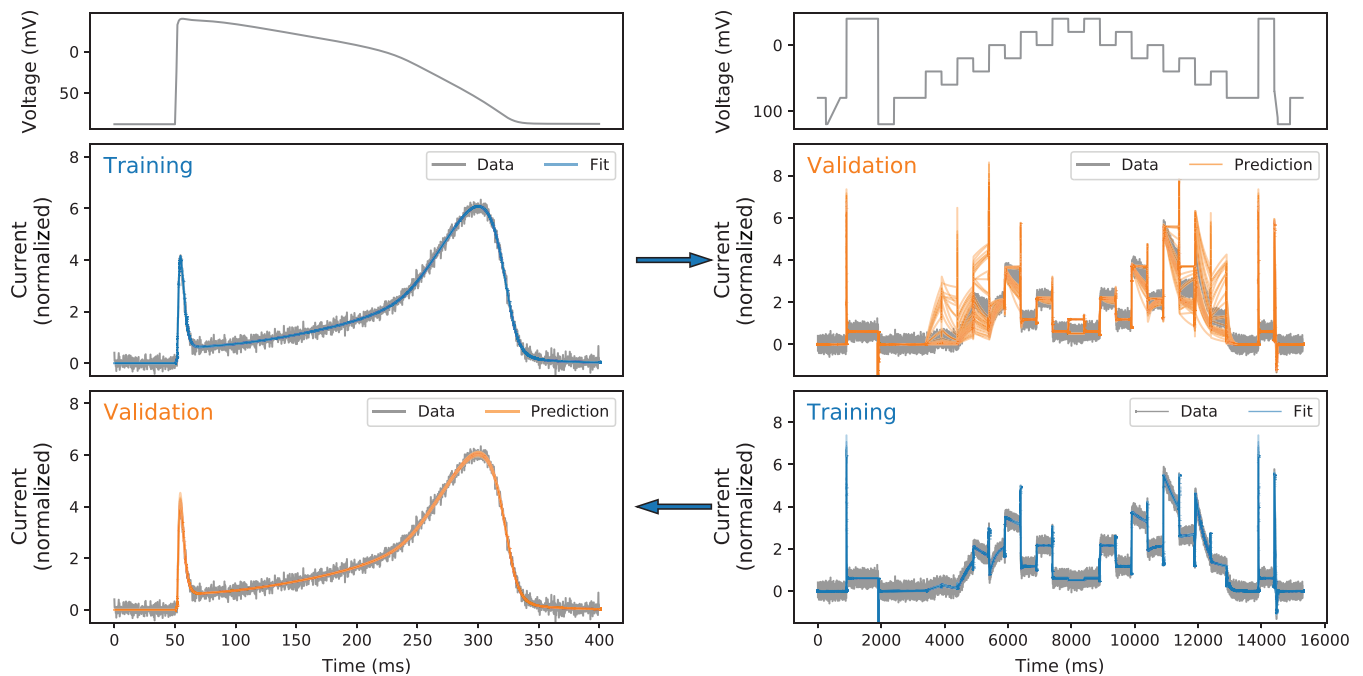 Voltage (mV)
0
50
Voltage (mV)
0
100
Training
Data
Fit
Current
(normalized)
8
6
4
2
0
Validation
Data
Prediction
Current
(normalized)
8
6
4
2
0
Validation
Data
Prediction
Current
(normalized)
8
6
4
2
0
0
50
100
150
200
250
300
350
400
Time (ms)
Training
Data
Fit
Current
(normalized)
8
6
4
2
0
0
2000
4000
6000
8000
10000
12000
14000
16000
Time (ms)